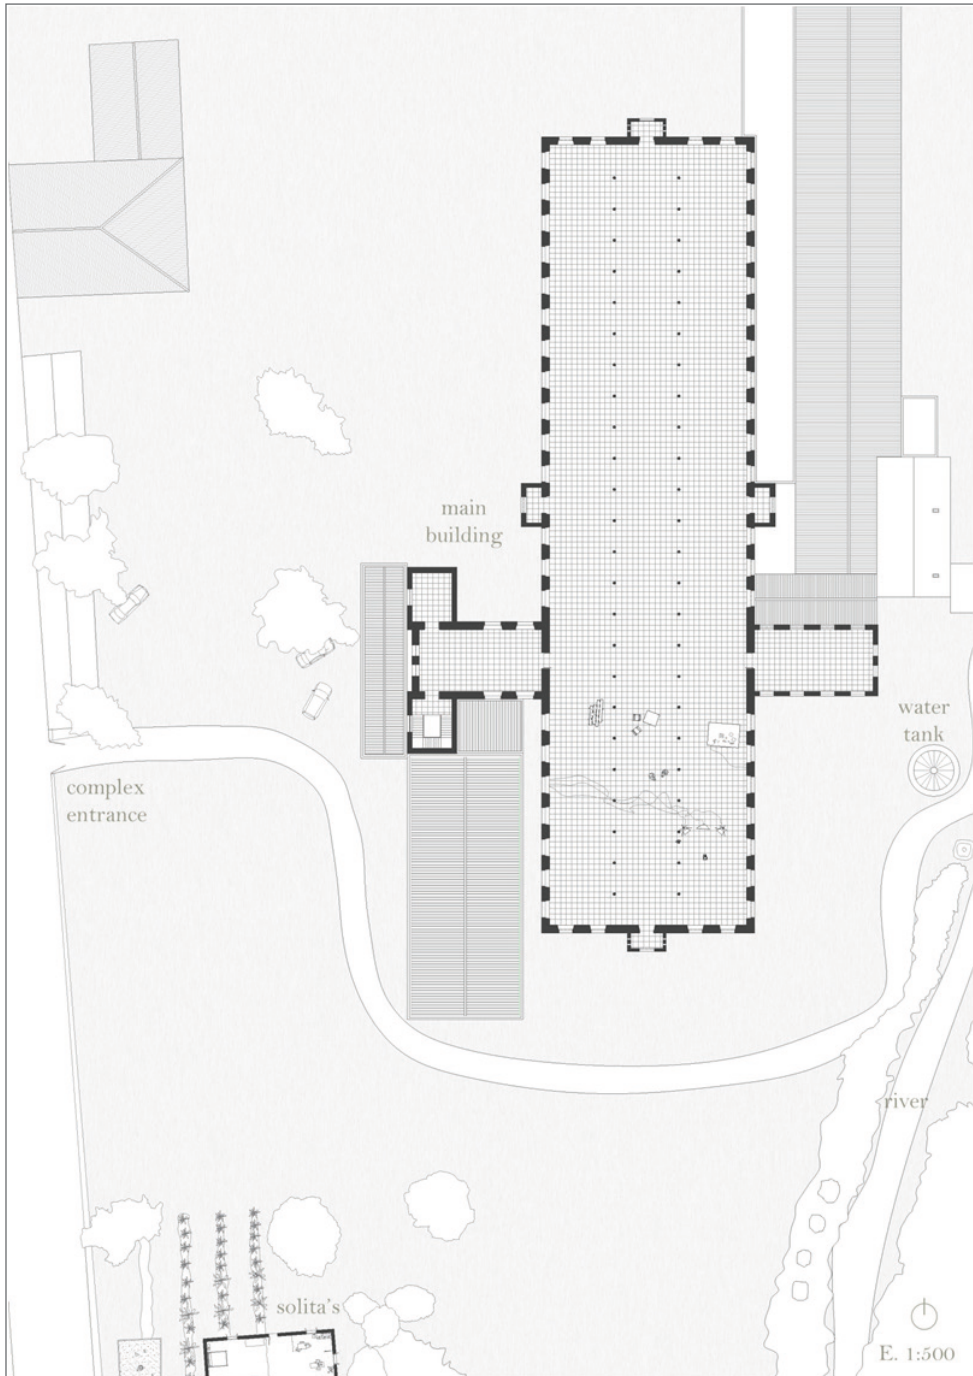 main
building
water
tank
complex
entrance
river
solita's
E. 1:500